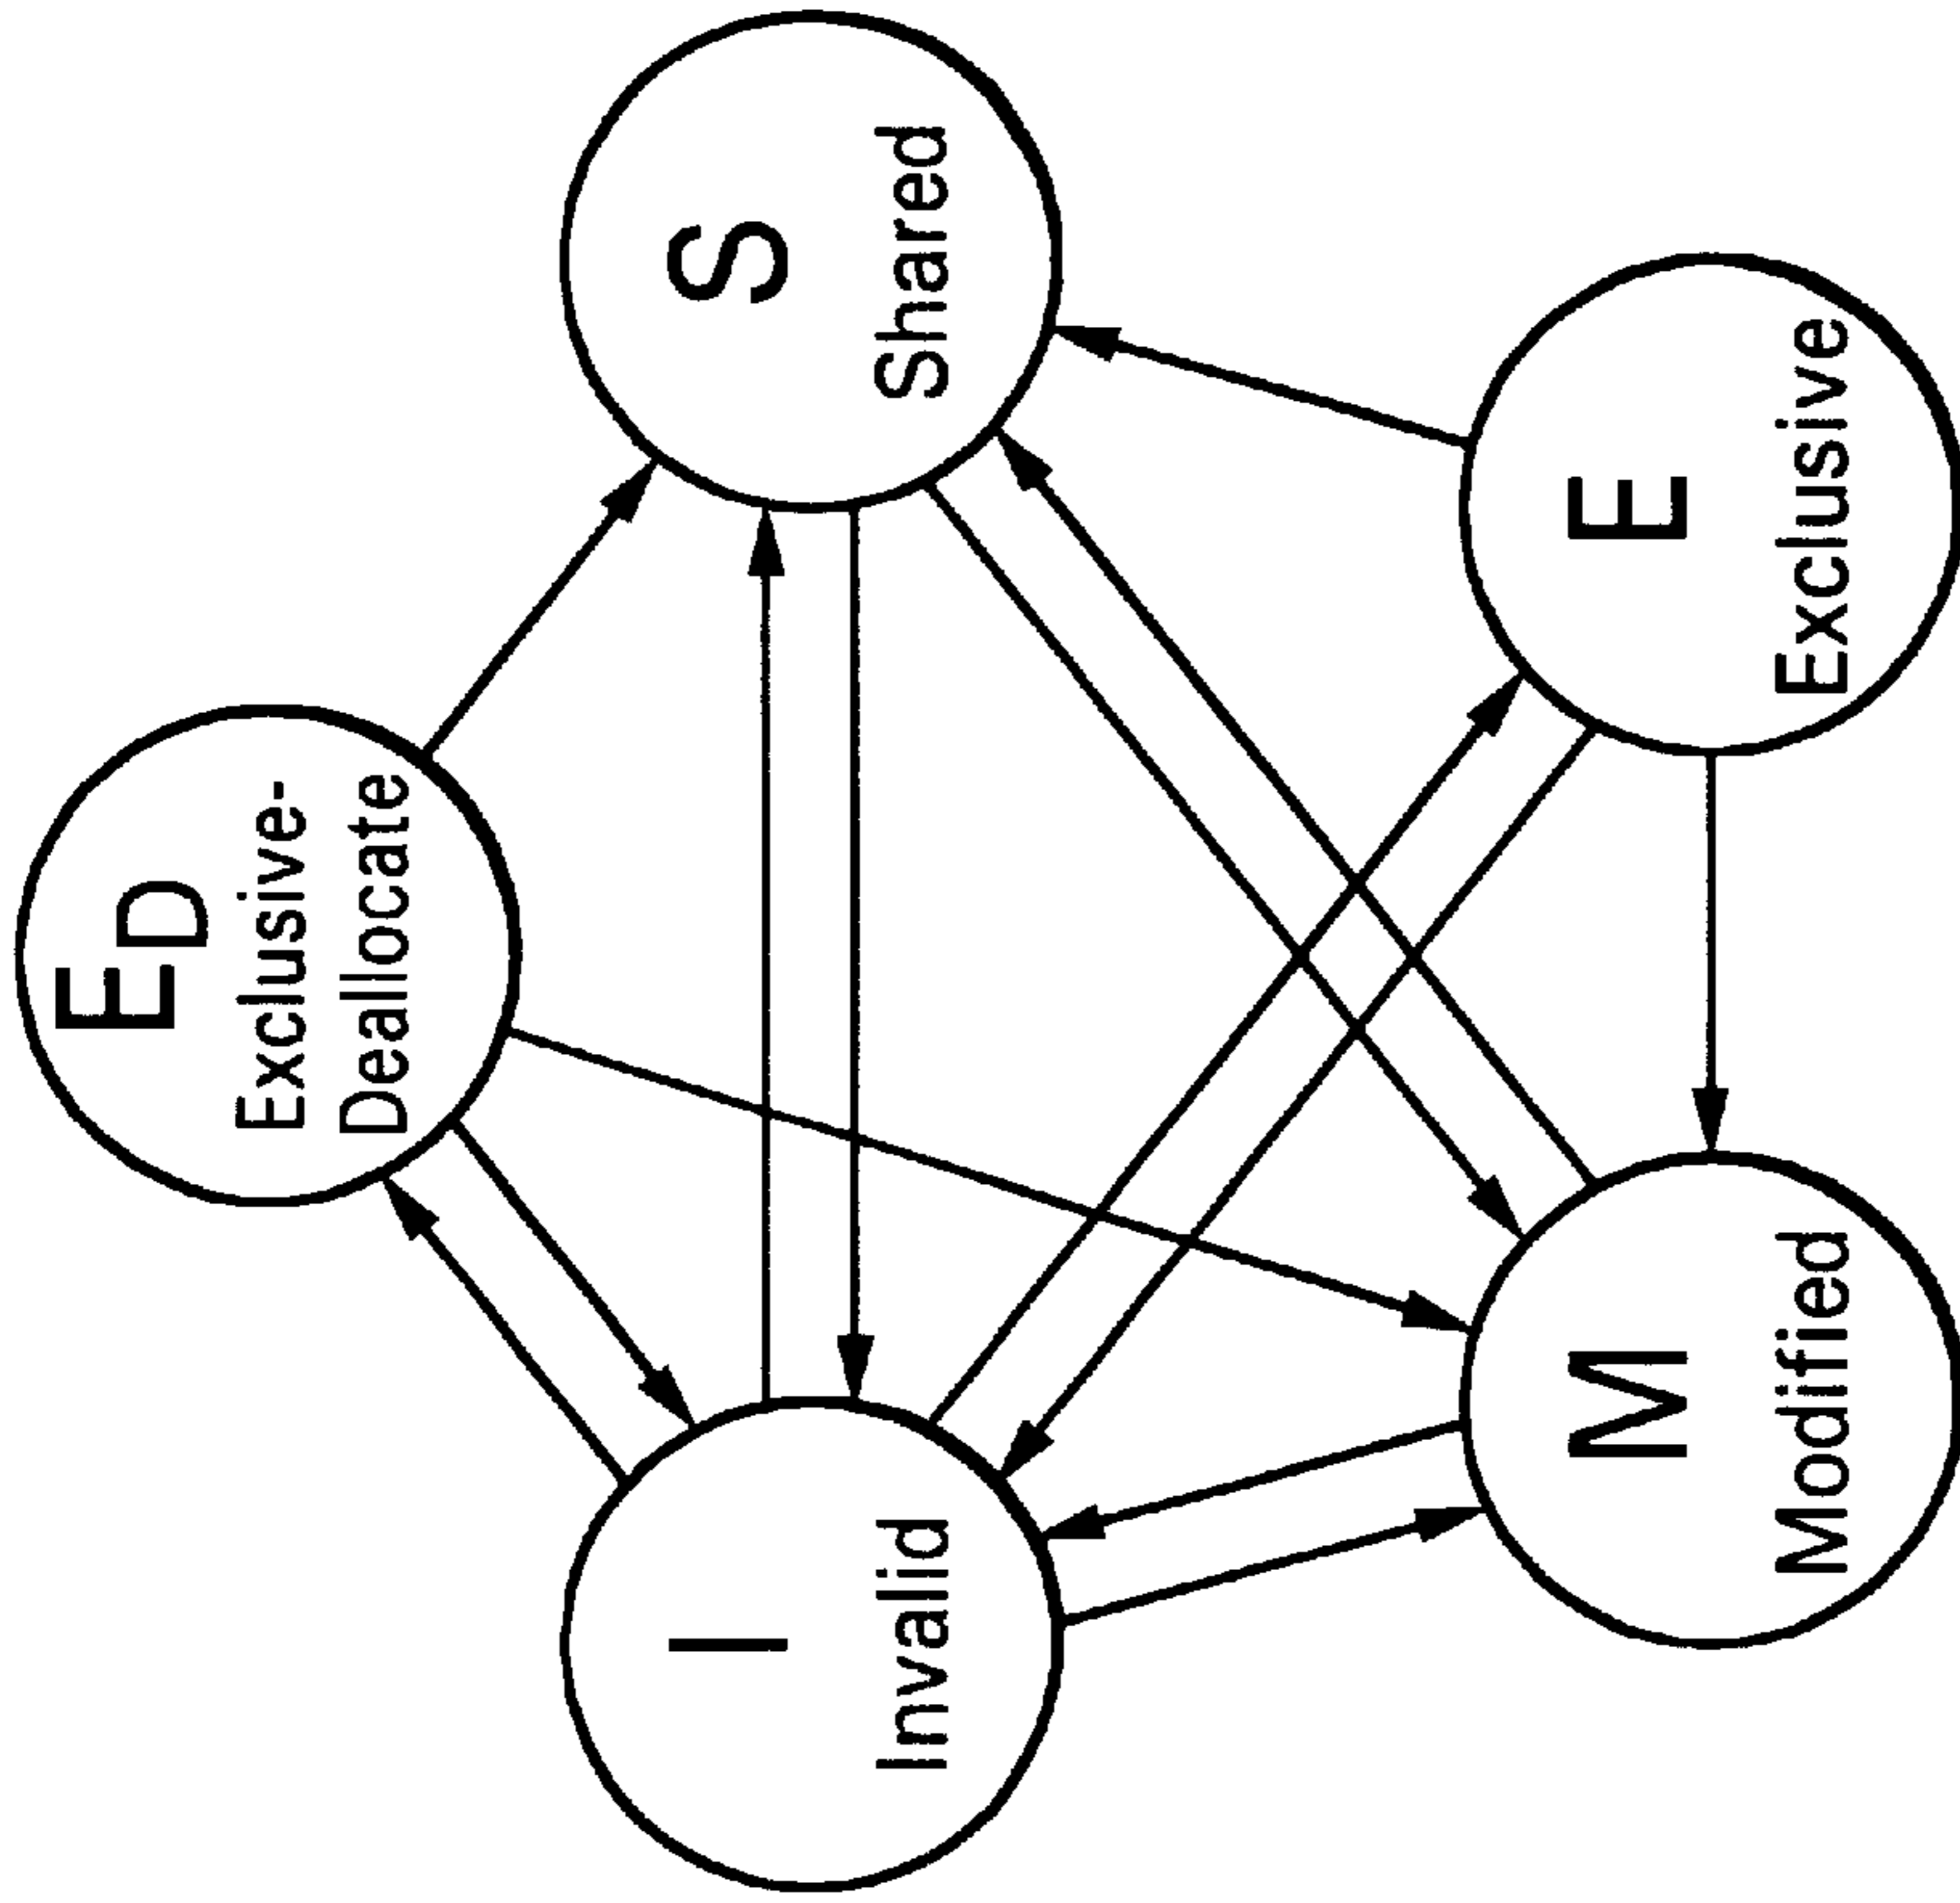 ED
Exclusive-
Deallocate
I
Invalid
S
Shared
M
Modified
E
Exclusive